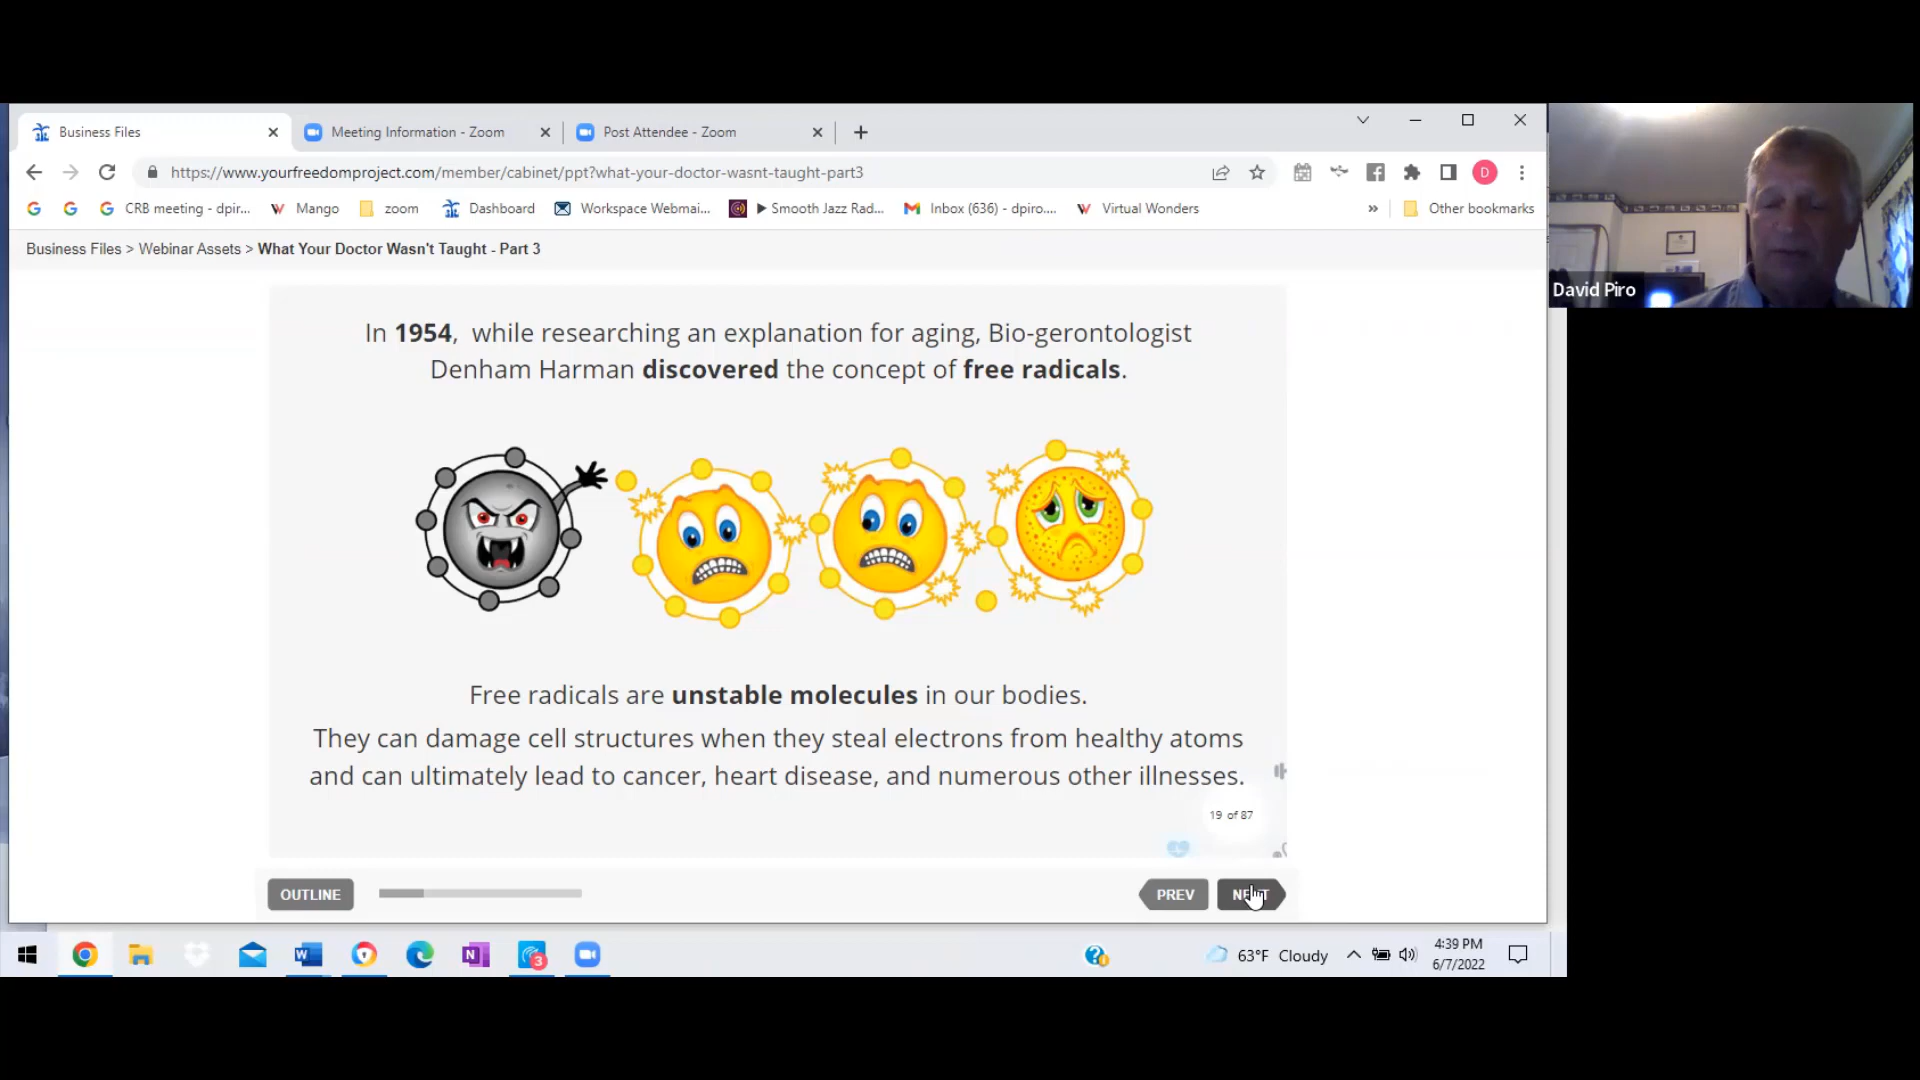 Business Files
Meeting Information - Zoom
Post Attendee - Zoom
https://www.yourfreedomproject.com/member/cabinet/ppt?what-your-doctor-wasnt-taught-part3
D
CRB meeting - dpir...
Mango
zoom
Dashboard
Workspace Webmai...
▶ Smooth Jazz Rad...
Inbox (636) - dpiro....
Virtual Wonders
»
Other bookmarks
Business Files > Webinar Assets > What Your Doctor Wasn't Taught - Part 3
David Piro
In 1954, while researching an explanation for aging, Bio-gerontologist
Denham Harman discovered the concept of free radicals.
Free radicals are unstable molecules in our bodies.
They can damage cell structures when they steal electrons from healthy atoms
and can ultimately lead to cancer, heart disease, and numerous other illnesses.
19 of 87
OUTLINE
PREV
NEXT
3
63°F Cloudy
4:39 PM
6/7/2022